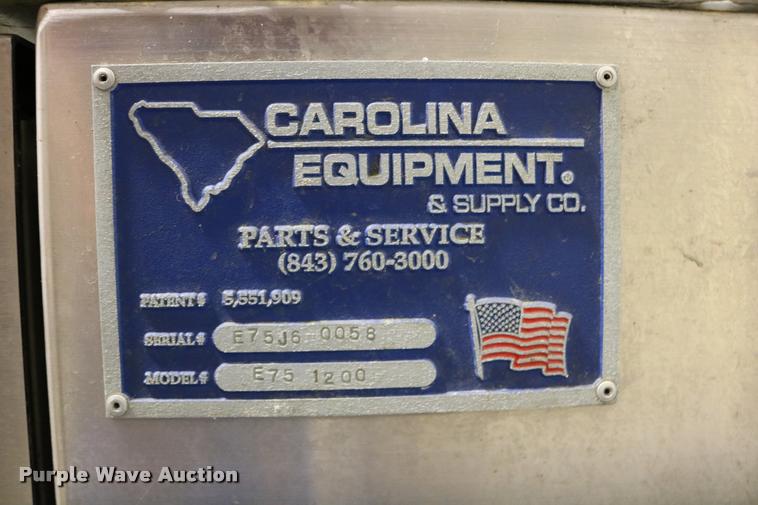 CAROLINA
EQUIPMENT®
& SUPPLY CO.
PARTS & SERVICE
(843) 760-3000
PATENT# 5,551,909
SERIAL# E75J6 0058
MODEL# E75 1200
Purple Wave Auction